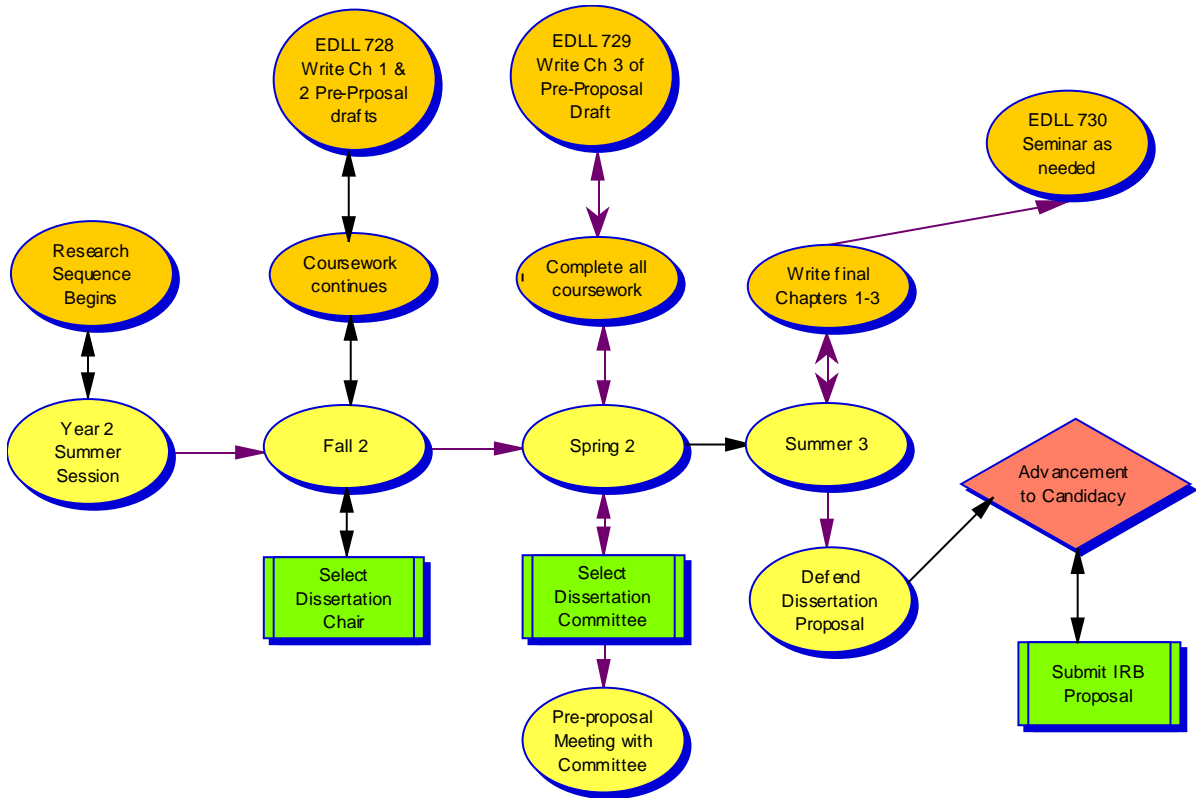 EDLL 728
Write Ch 1 &
2 Pre-Prposal
drafts
EDLL 729
Write Ch 3 of
Pre-Proposal
Draft
EDLL 730
Seminar as
needed
Research
Sequence
Begins
Coursework
continues
Complete all
coursework
Write final
Chapters 1-3
Year 2
Summer
Session
Fall 2
Spring 2
Summer 3
Advancement
to Candidacy
Select
Dissertation
Chair
Select
Dissertation
Committee
Defend
Dissertation
Proposal
Submit IRB
Proposal
Pre-proposal
Meeting with
Committee